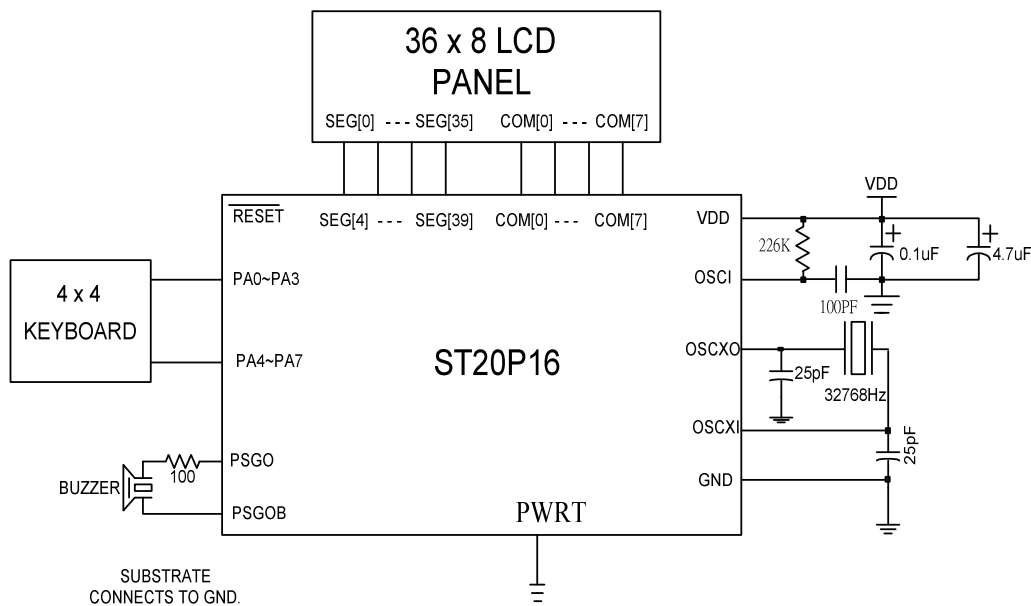 36 x 8 LCD
PANEL
SEG[0] - - - SEG[35] COM[0] - - - COM[7]
VDD
RESET
SEG[4] - - - SEG[39] COM[0] - - - COM[7]
VDD
226K
+
0.1uF
+
4.7uF
4 x 4
KEYBOARD
PA0~PA3
OSCI
100PF
PA4~PA7
ST20P16
OSCXO
25pF
32768Hz
OSCXI
25pF
PSGO
100
GND
BUZZER
PSGOB
PWRT
SUBSTRATE
CONNECTS TO GND.